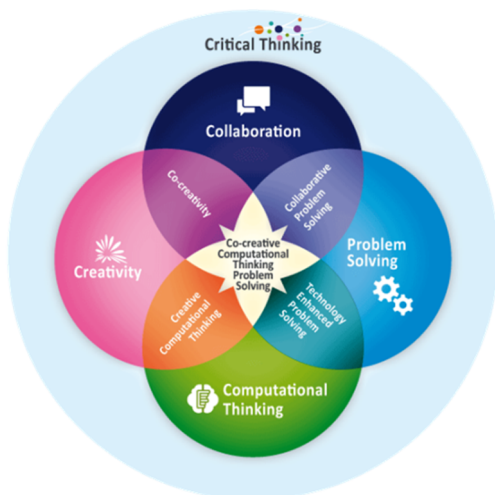 Critical Thinking
Collaboration
Co-creativity
Collaborative
Problem
Solving
Creativity
Co-creative
Computational
Thinking
Problem
Solving
Problem
Solving
Creative
Computational
Thinking
Technology
Enhanced
Problem
Solving
Computational
Thinking